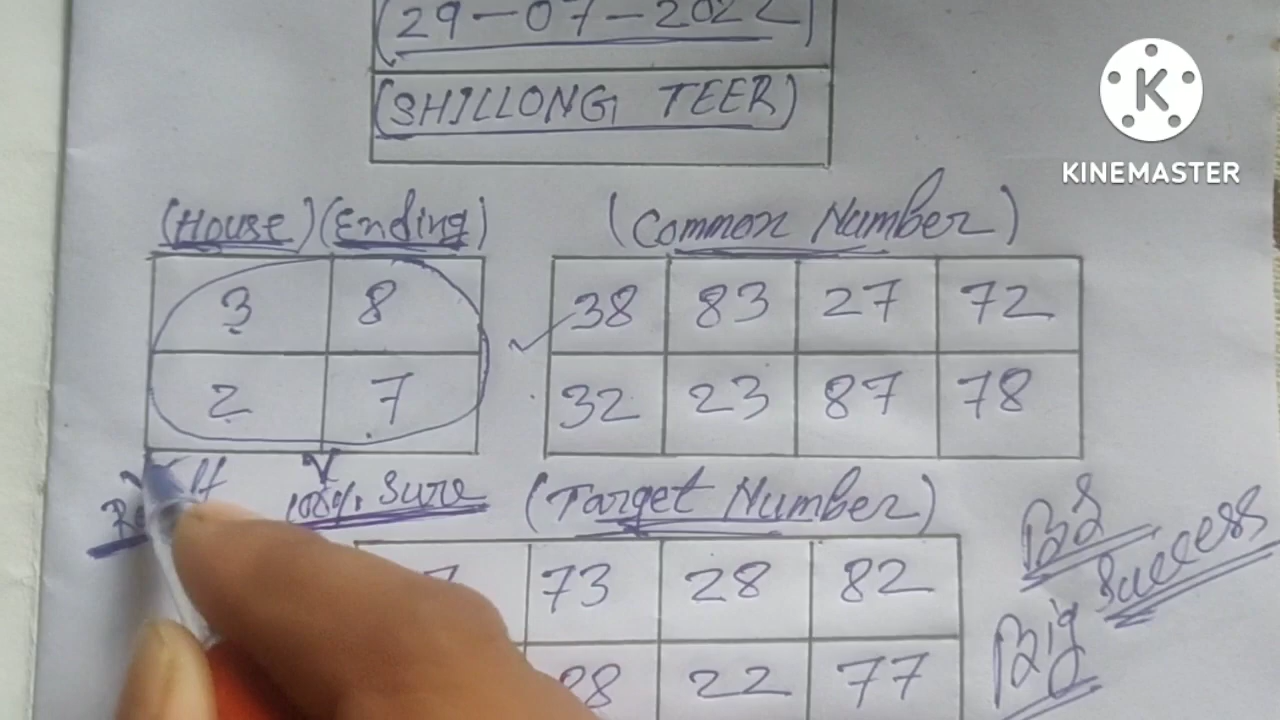 (29-07-2022)
(SHILLONG TEER)
(House) (Ending)
3 8
2 7
100% Sure
(Common Number)
38 83 27 72
32 23 87 78
(Target Number)
73 28 82
22 77
Success
Big
K
KINEMASTER